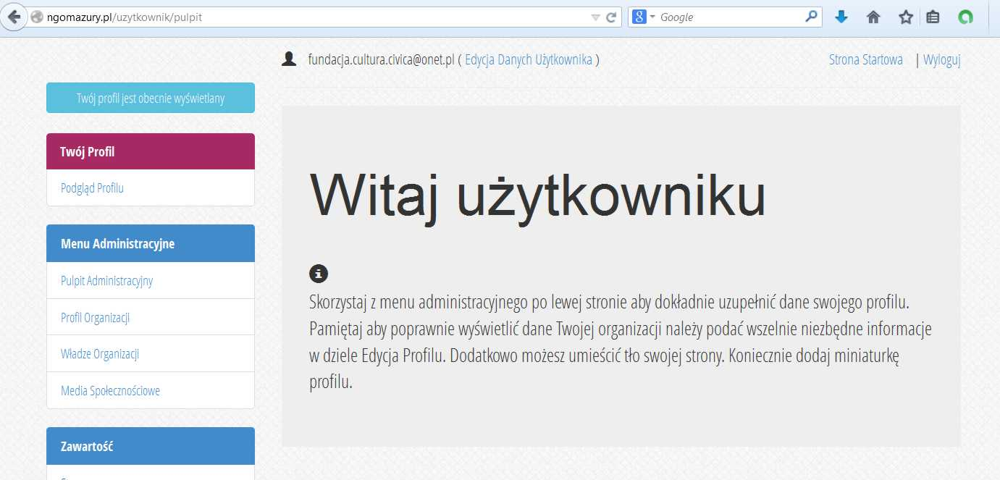 ngomazury.pl/uzytkownik/pulpit
8 Google
fundacja.cultura.civica@onet.pl ( Edycja Danych Użytkownika )
Strona Startowa | Wyloguj
Twój profil jest obecnie wyświetlany
Twój Profil
Podgląd Profilu
Menu Administracyjne
Pulpit Administracyjny
Profil Organizacji
Władze Organizacji
Media Społecznościowe
Zawartość
Witaj użytkowniku
Skorzystaj z menu administracyjnego po lewej stronie aby dokładnie uzupełnić dane swojego profilu.
Pamiętaj aby poprawnie wyświetlić dane Twojej organizacji należy podać wszelnie niezbędne informacje
w dziele Edycja Profilu. Dodatkowo możesz umieścić tło swojej strony. Koniecznie dodaj miniaturkę
profilu.